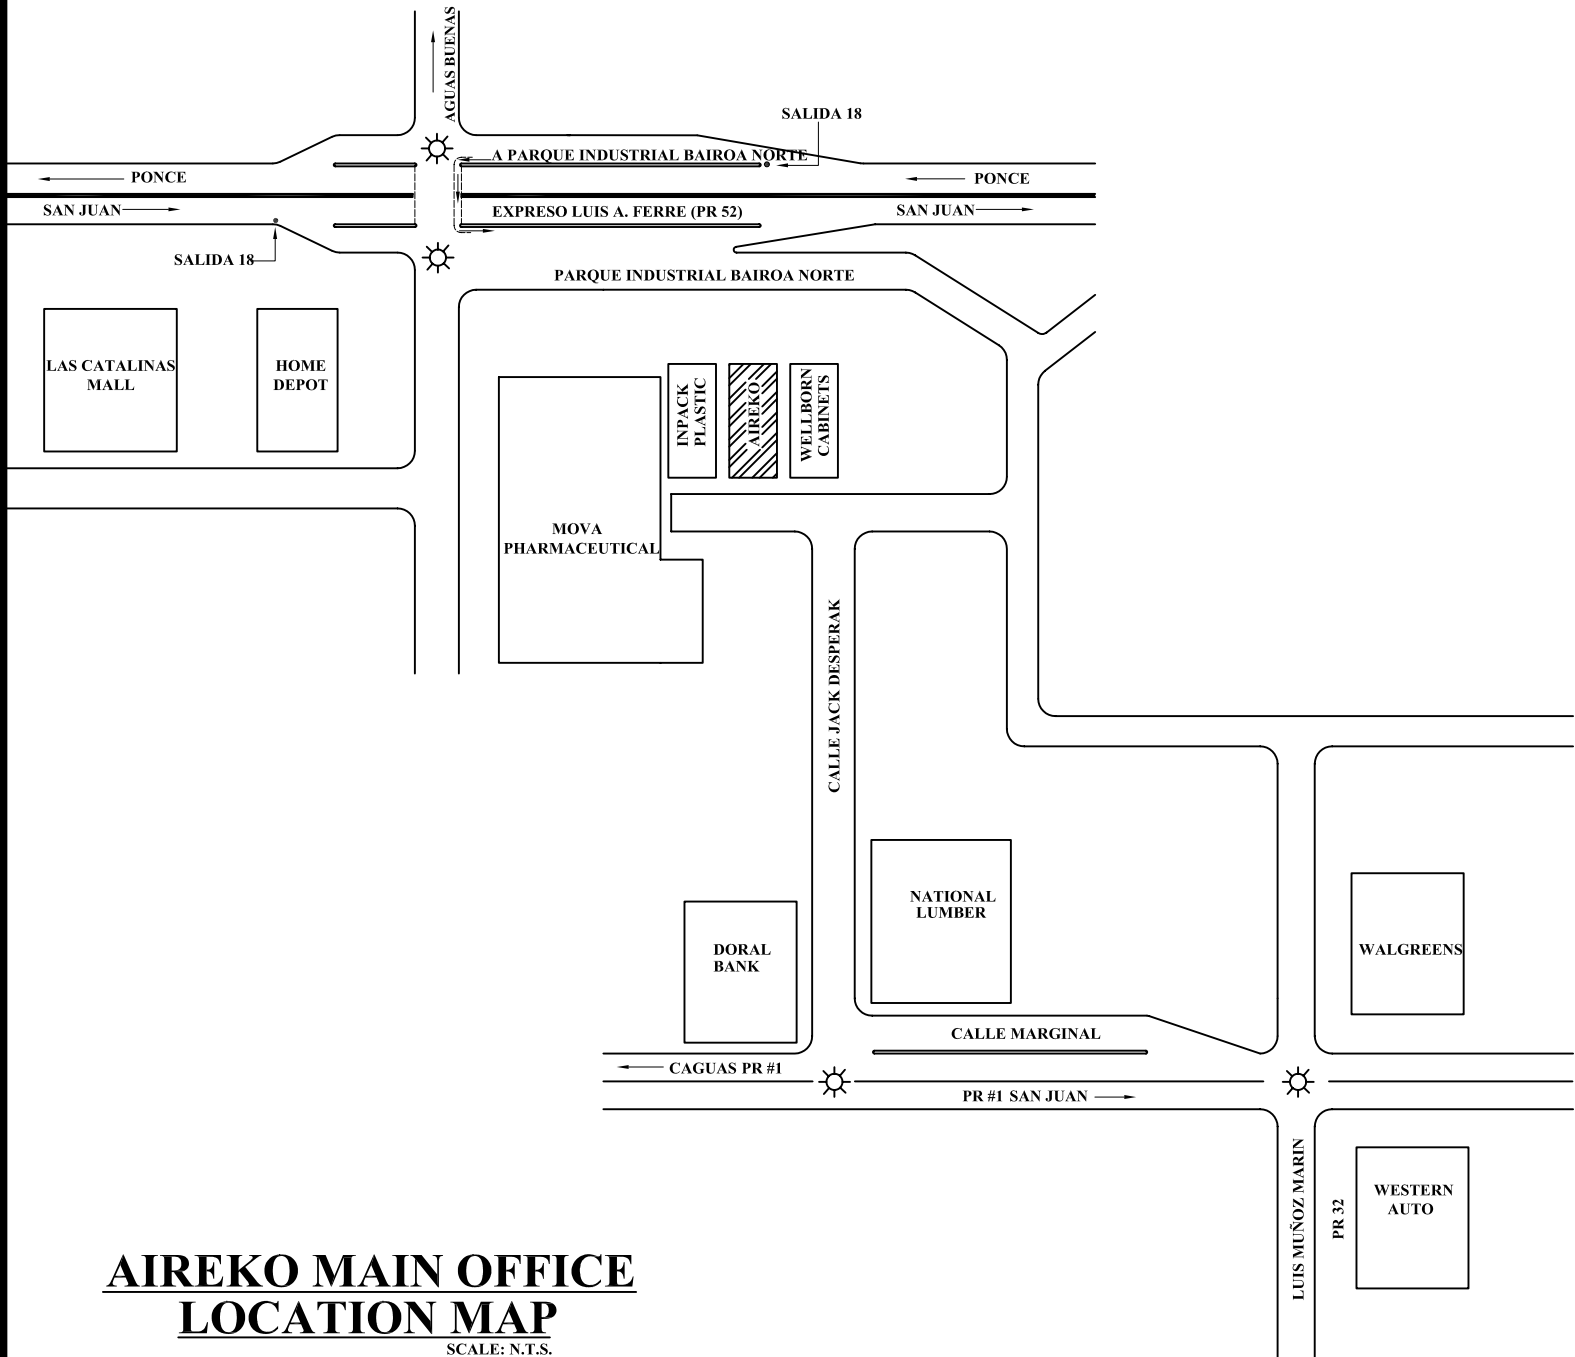 AGUAS BUENAS
SALIDA 18
A PARQUE INDUSTRIAL BAIROA NORTE
PONCE
PONCE
SAN JUAN
EXPRESO LUIS A. FERRE (PR 52)
SAN JUAN
SALIDA 18
PARQUE INDUSTRIAL BAIROA NORTE
LAS CATALINAS
MALL
HOME
DEPOT
INPACK
PLASTIC
AIREKO
WELLBORN
CABINETS
MOVA
PHARMACEUTICAL
CALLE JACK DESPERAK
NATIONAL
LUMBER
DORAL
BANK
WALGREENS
CALLE MARGINAL
CAGUAS PR #1
PR #1 SAN JUAN
LUIS MUÑOZ MARIN
PR 32
WESTERN
AUTO
AIREKO MAIN OFFICE
LOCATION MAP
SCALE: N.T.S.